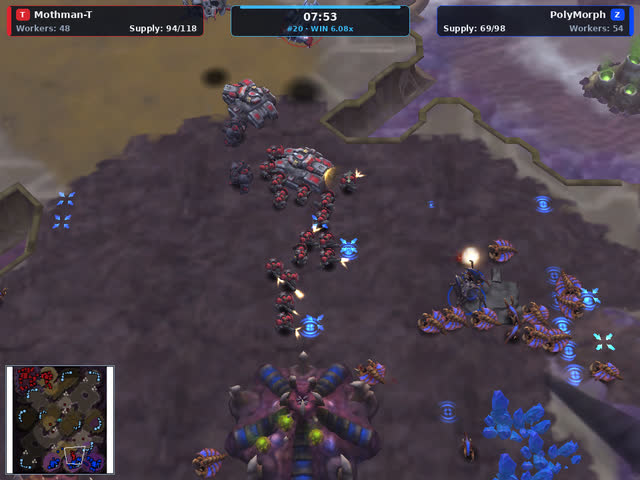 T Mothman-T
Workers: 48 Supply: 94/118
07:53
#20 · WIN 6.08x
PolyMorph Z
Supply: 69/98 Workers: 54